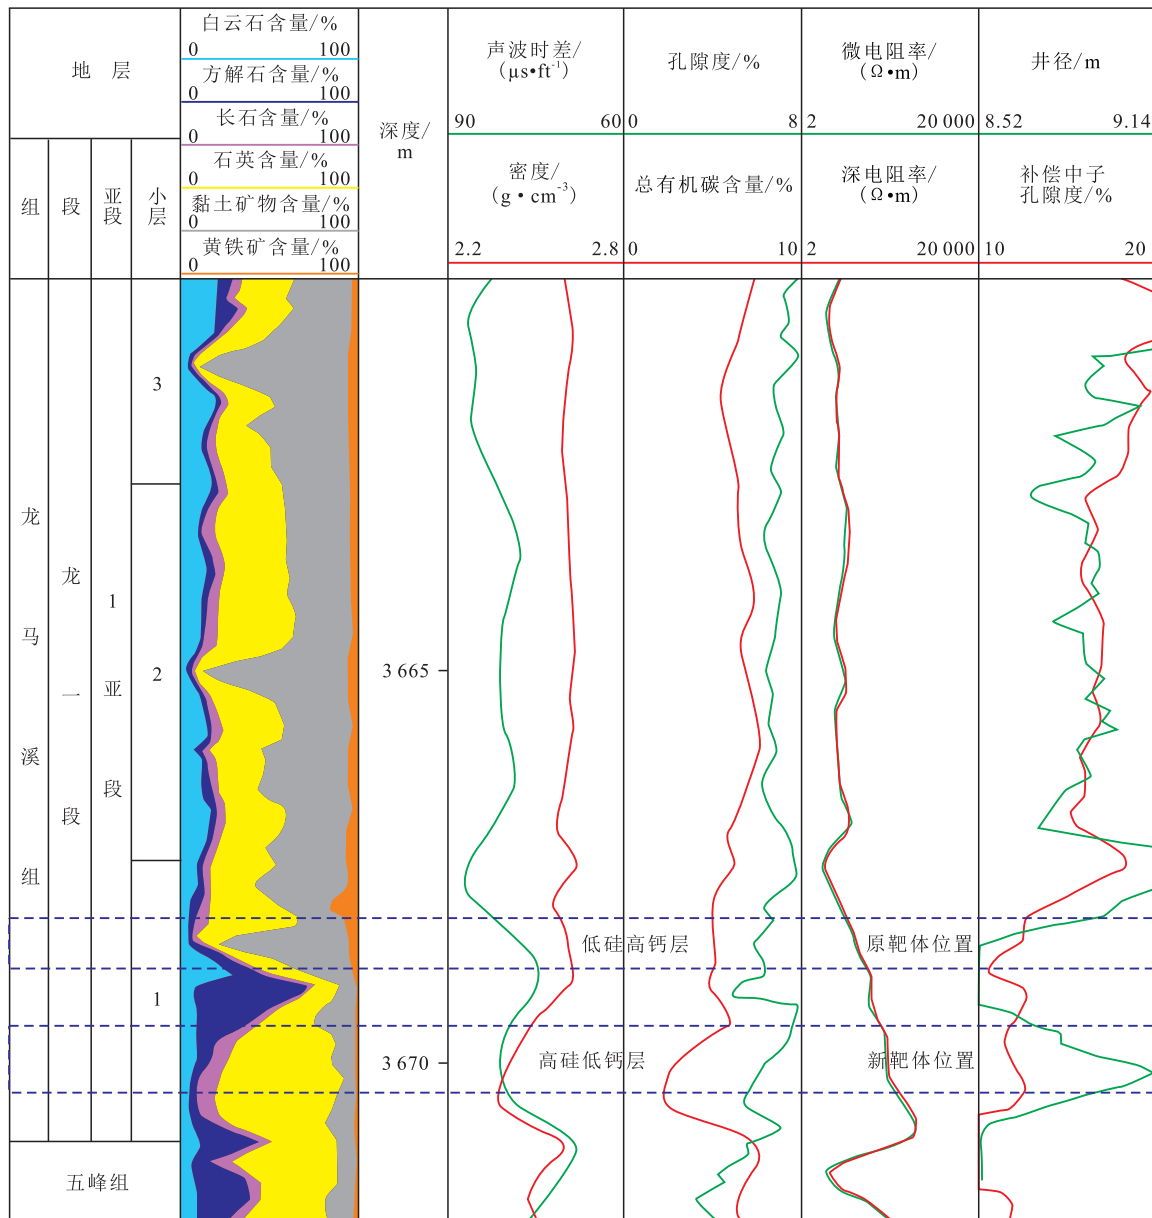 地 层
组
段
亚段
小层
白云石含量/%
0 100
方解石含量/%
0 100
长石含量/%
0 100
石英含量/%
0 100
黏土矿物含量/%
0 100
黄铁矿含量/%
0 100
深度/
m
声波时差/
(μs•ft⁻¹)
90 60
密度/
(g・cm⁻³)
2.2 2.8
孔隙度/%
0 8
总有机碳含量/%
0 10
微电阻率/
(Ω•m)
2 20 000
深电阻率/
(Ω•m)
2 20 000
井径/m
8.52 9.14
补偿中子
孔隙度/%
10 20
龙马溪组
龙一段
1亚段
3
2
1
五峰组
3 665
3 670
低硅高钙层
原靶体位置
高硅低钙层
新靶体位置